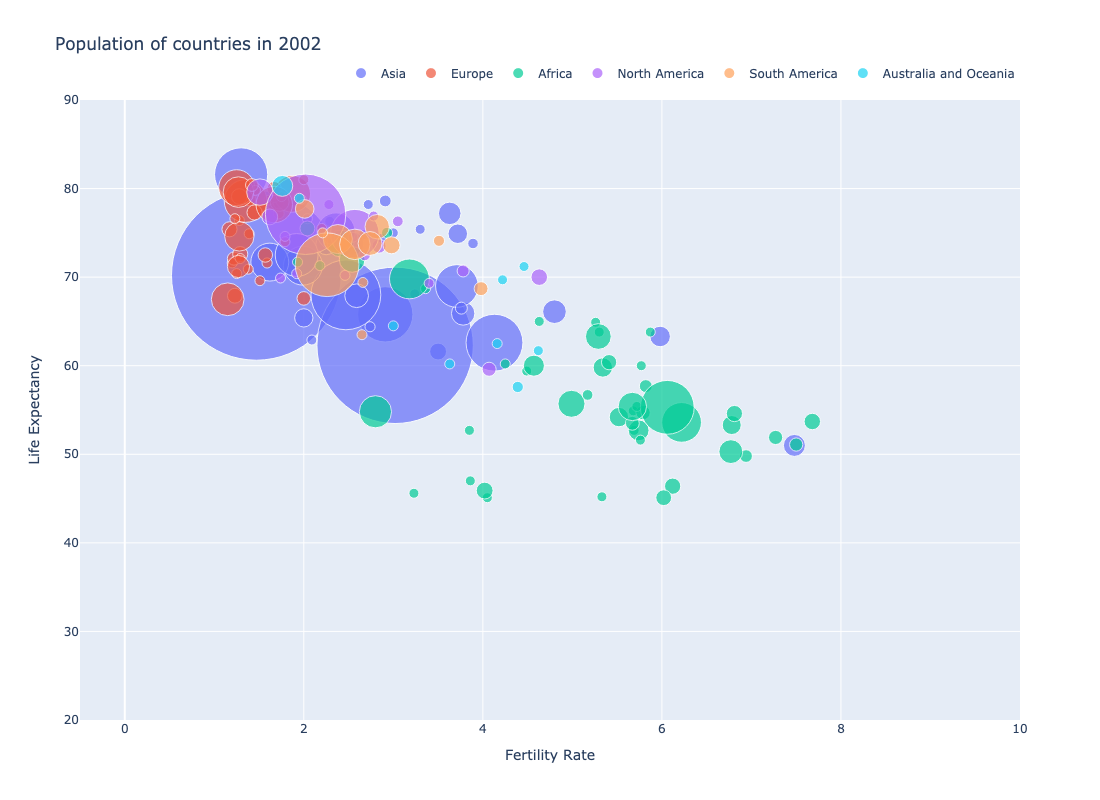 Population of countries in 2002
Asia Europe Africa North America South America Australia and Oceania
90
80
70
60
50
40
30
20
Life Expectancy
0 2 4 6 8 10
Fertility Rate